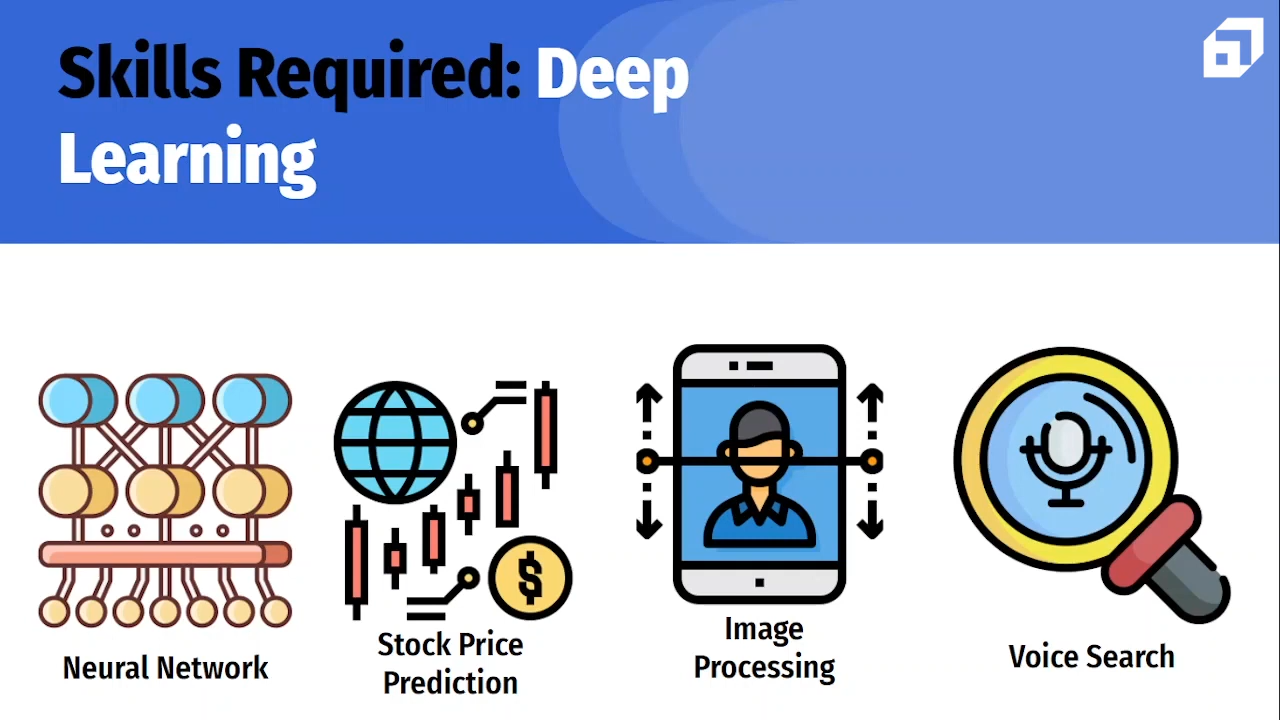 Skills Required: Deep
Learning
Neural Network
Stock Price
Prediction
Image
Processing
Voice Search
$